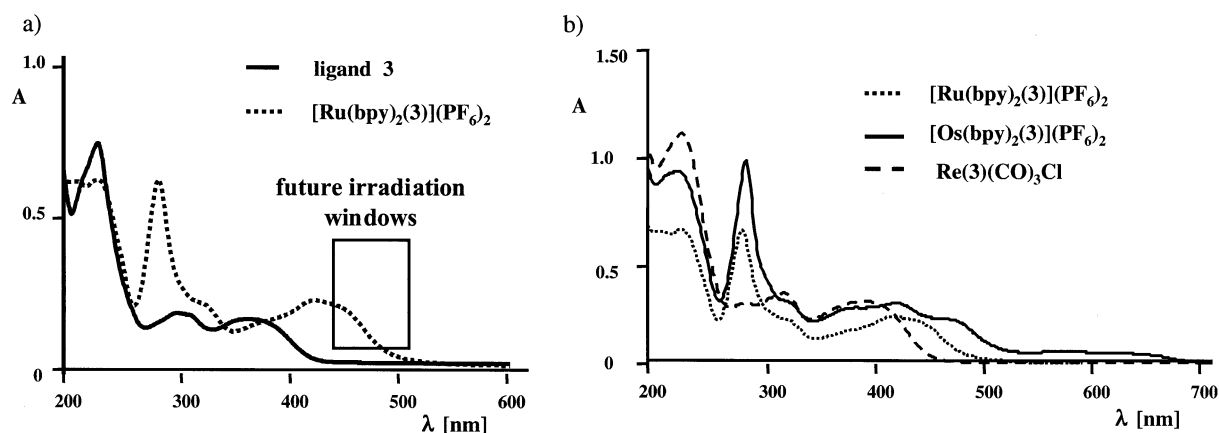 a)
1.0
A
0.5
0
ligand 3
[Ru(bpy)₂(3)](PF₆)₂
future irradiation
windows
200 300 400 500 600
λ [nm]
b)
1.50
A
1.0
0.5
0
[Ru(bpy)₂(3)](PF₆)₂
[Os(bpy)₂(3)](PF₆)₂
Re(3)(CO)₃Cl
200 300 400 500 600 700
λ [nm]